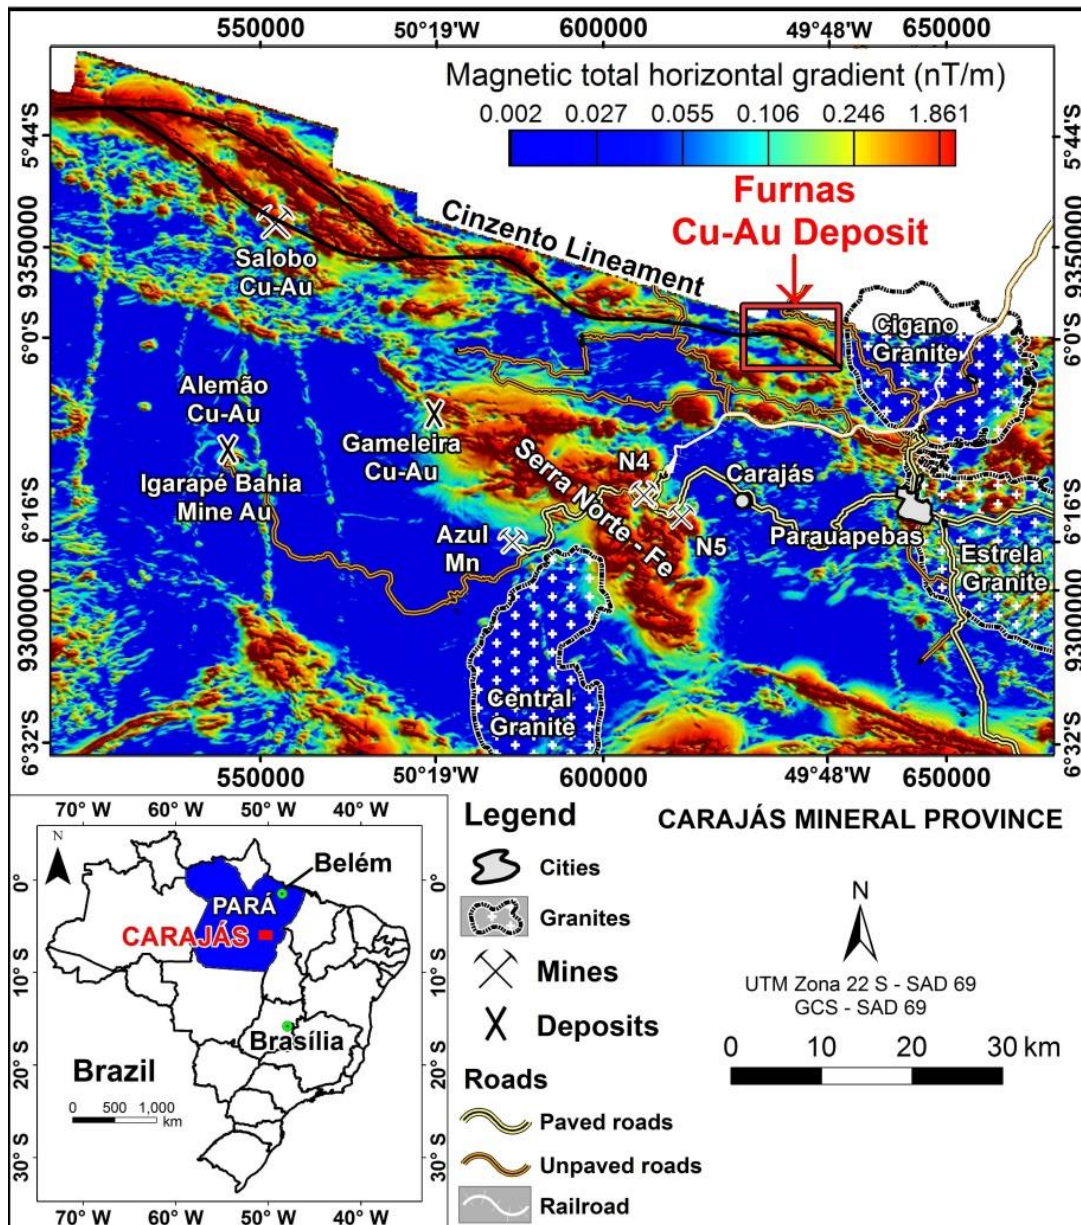 550000 50°19'W 600000 49°48'W 650000
Magnetic total horizontal gradient (nT/m)
0.002 0.027 0.055 0.106 0.246 1.861
5°44'S
5°44'S
Furnas
Cu-Au Deposit
Cinzento Lineament
9350000
9350000
Salobo
Cu-Au
6°0'S
6°0'S
Cigano
Granite
Alemão
Cu-Au
Gameleira
Cu-Au
Igarapé Bahia
Mine Au
Serra Norte - Fe
N4
N5
Carajás
Parauapebas
6°16'S
6°16'S
Azul
Mn
Estrela
Granite
9300000
9300000
Central
Granite
6°32'S
6°32'S
550000 50°19'W 600000 49°48'W 650000
70° W 60° W 50° W 40° W
N
0°
0°
Belém
PARÁ
CARAJÁS
10° S
10° S
Brasília
20° S
20° S
Brazil
0 500 1,000
km
30° S
30° S
70° W 60° W 50° W 40° W
Legend
Cities
Granites
Mines
Deposits
Roads
Paved roads
Unpaved roads
Railroad
CARAJÁS MINERAL PROVINCE
N
UTM Zona 22 S - SAD 69
GCS - SAD 69
0 10 20 30 km